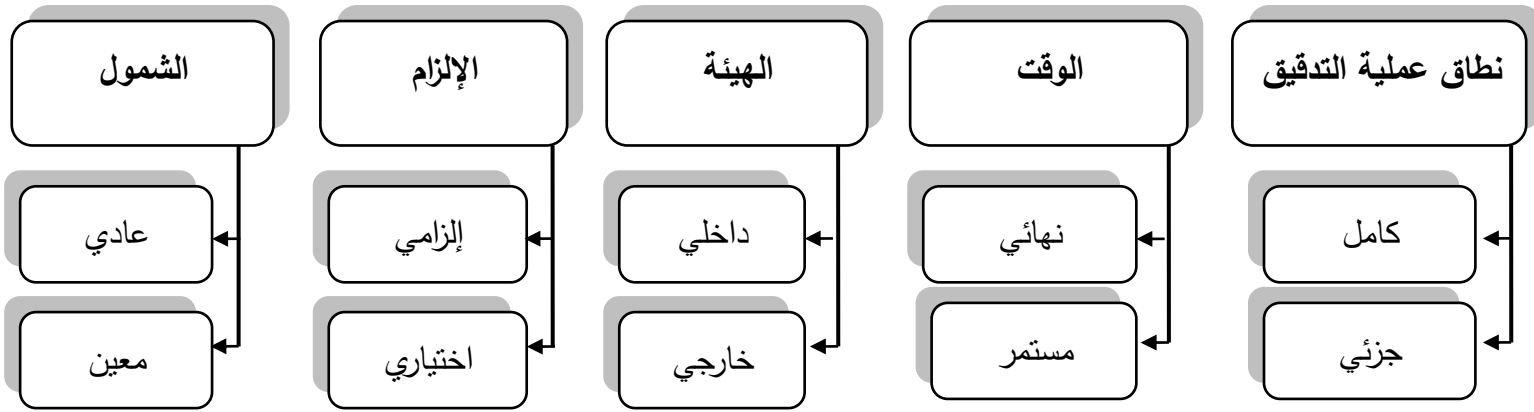 نطاق عملية التدقيق
الوقت
الهيئة
الإلزام
الشمول
كامل
نهائي
داخلي
إلزامي
عادي
جزئي
مستمر
خارجي
اختياري
معين